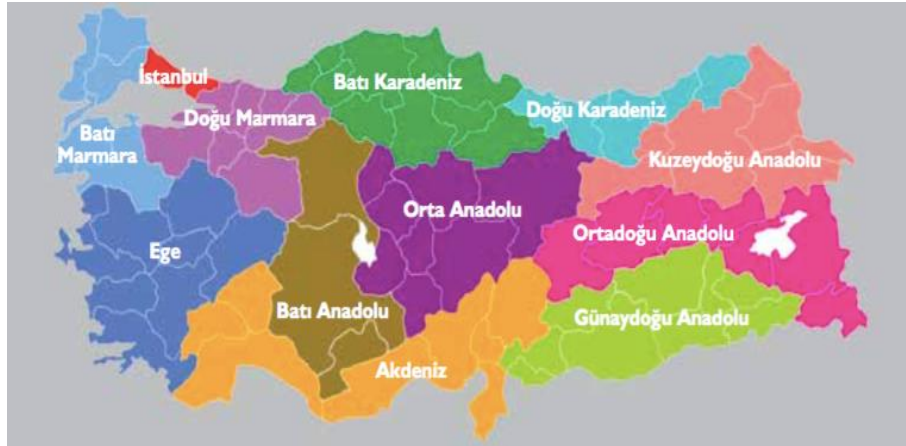 İstanbul
Batı Karadeniz
Doğu Karadeniz
Doğu Marmara
Batı
Marmara
Kuzeydoğu Anadolu
Orta Anadolu
Ortadoğu Anadolu
Ege
Batı Anadolu
Günaydoğu Anadolu
Akdeniz